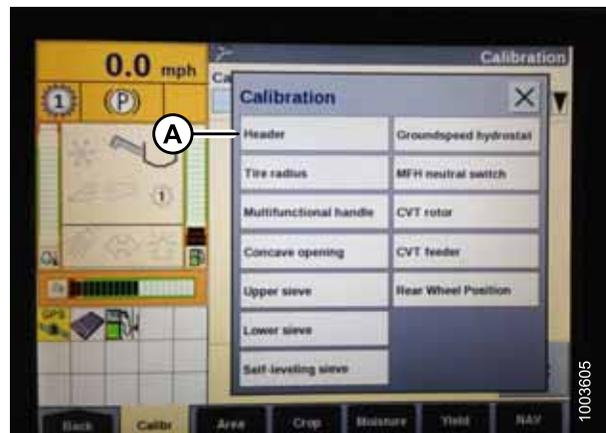 0.0 mph
Calibration
Ca
1
(P)
Calibration
X
A
Header
Groundspeed hydrostat
Tire radius
MFH neutral switch
1
Multifunctional handle
CVT rotor
Concave opening
CVT feeder
Upper sieve
Rear Wheel Position
GPS
Lower sieve
Self-leveling sieve
Back
Calibr
Area
Crop
Moisture
Yield
NAV
1003605